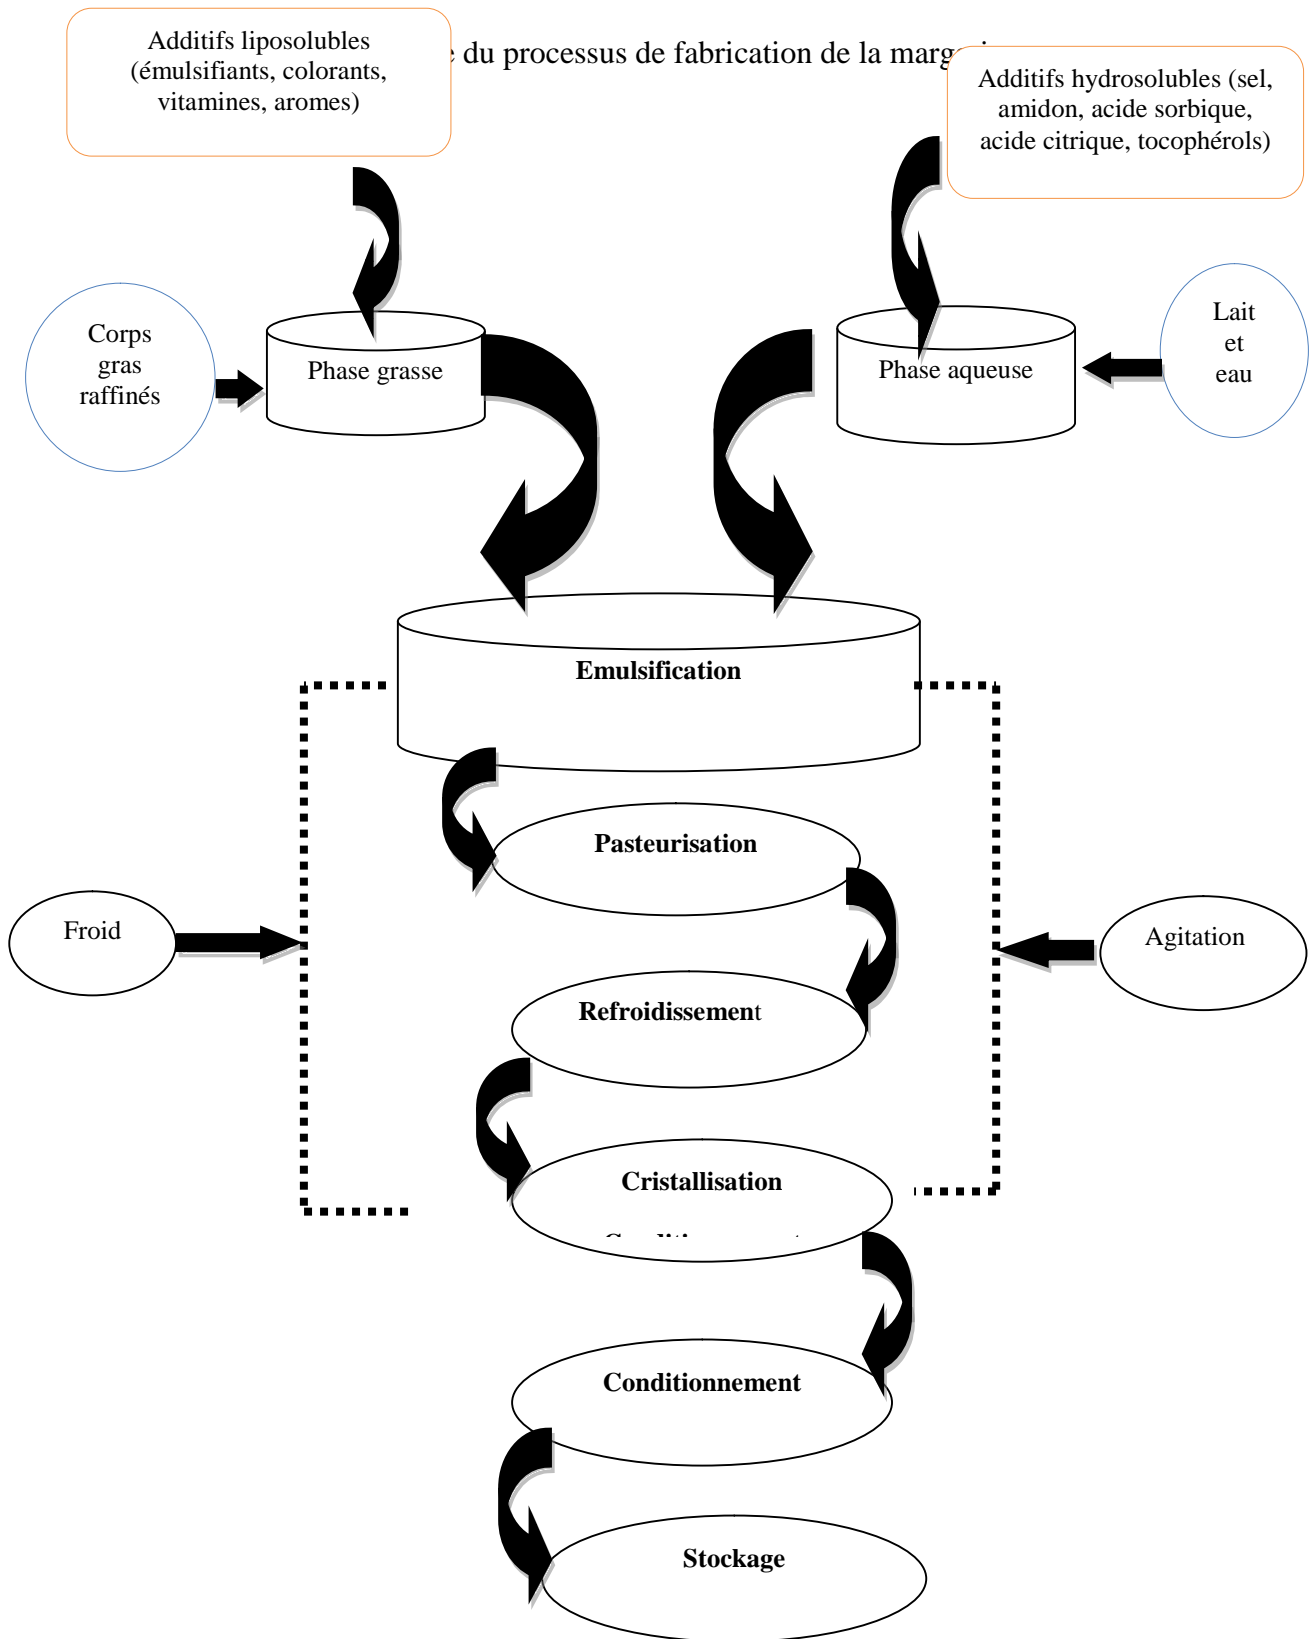 du processus de fabrication de la
Additifs liposolubles
(émulsifiants, colorants,
vitamines, aromes)
Additifs hydrosolubles (sel,
amidon, acide sorbique,
acide citrique, tocophérols)
Corps
gras
raffinés
Phase grasse
Phase aqueuse
Lait
et
eau
Emulsification
Pasteurisation
Froid
Agitation
Refroidissement
Cristallisation
Conditionnement
Stockage